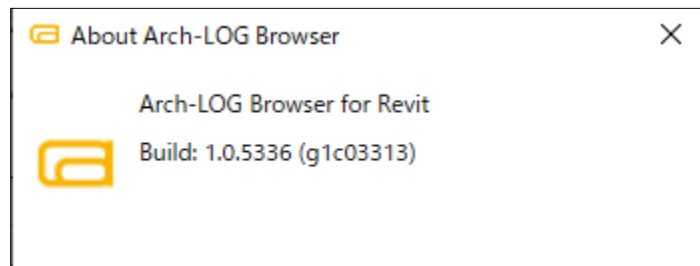 About Arch-LOG Browser
Arch-LOG Browser for Revit
Build: 1.0.5336 (g1c03313)